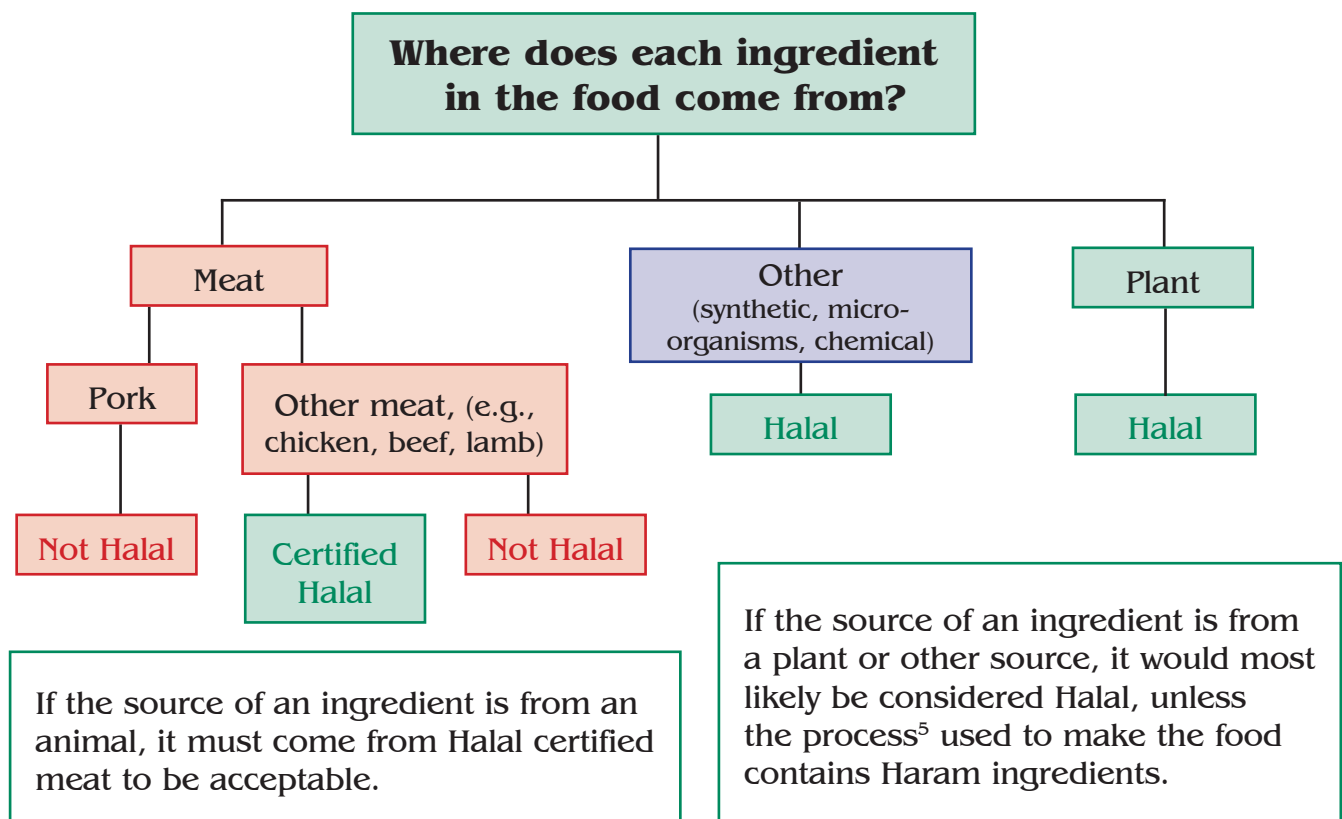 Where does each ingredient
in the food come from?
Meat
Other
(synthetic, micro-
organisms, chemical)
Plant
Pork
Other meat, (e.g.,
chicken, beef, lamb)
Halal
Halal
Not Halal
Certified
Halal
Not Halal
If the source of an ingredient is from an
animal, it must come from Halal certified
meat to be acceptable.
If the source of an ingredient is from
a plant or other source, it would most
likely be considered Halal, unless
the process⁵ used to make the food
contains Haram ingredients.